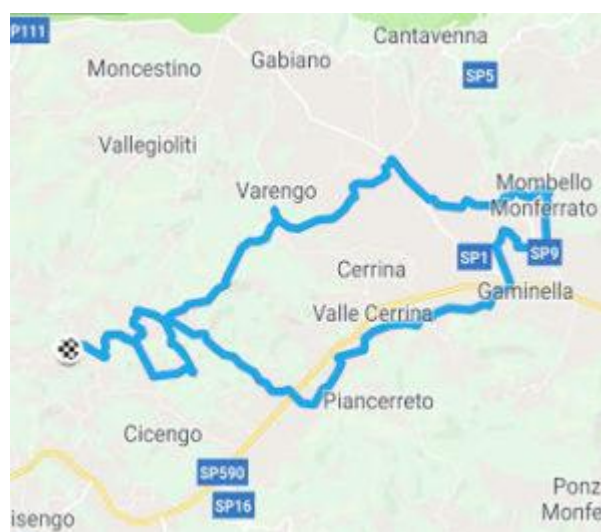 SP111
Cantavenna
Gabiano
Moncestino
SP5
Vallegioliti
Varengo
Mombello
Monferrato
SP1
SP9
Cerrina
Gaminella
Valle Cerrina
Piancerreto
Cicengo
SP590
SP16
isengo
Ponz
Monfe